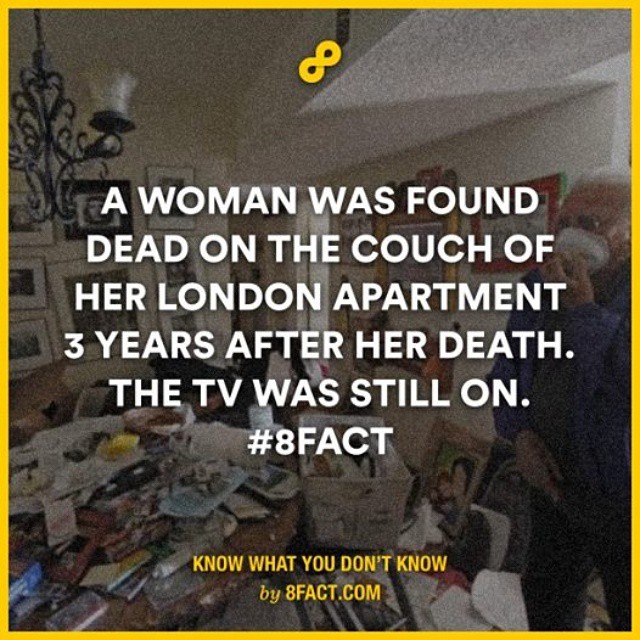 A WOMAN WAS FOUND
DEAD ON THE COUCH OF
HER LONDON APARTMENT
3 YEARS AFTER HER DEATH.
THE TV WAS STILL ON.
#8FACT
KNOW WHAT YOU DON'T KNOW
by 8FACT.COM